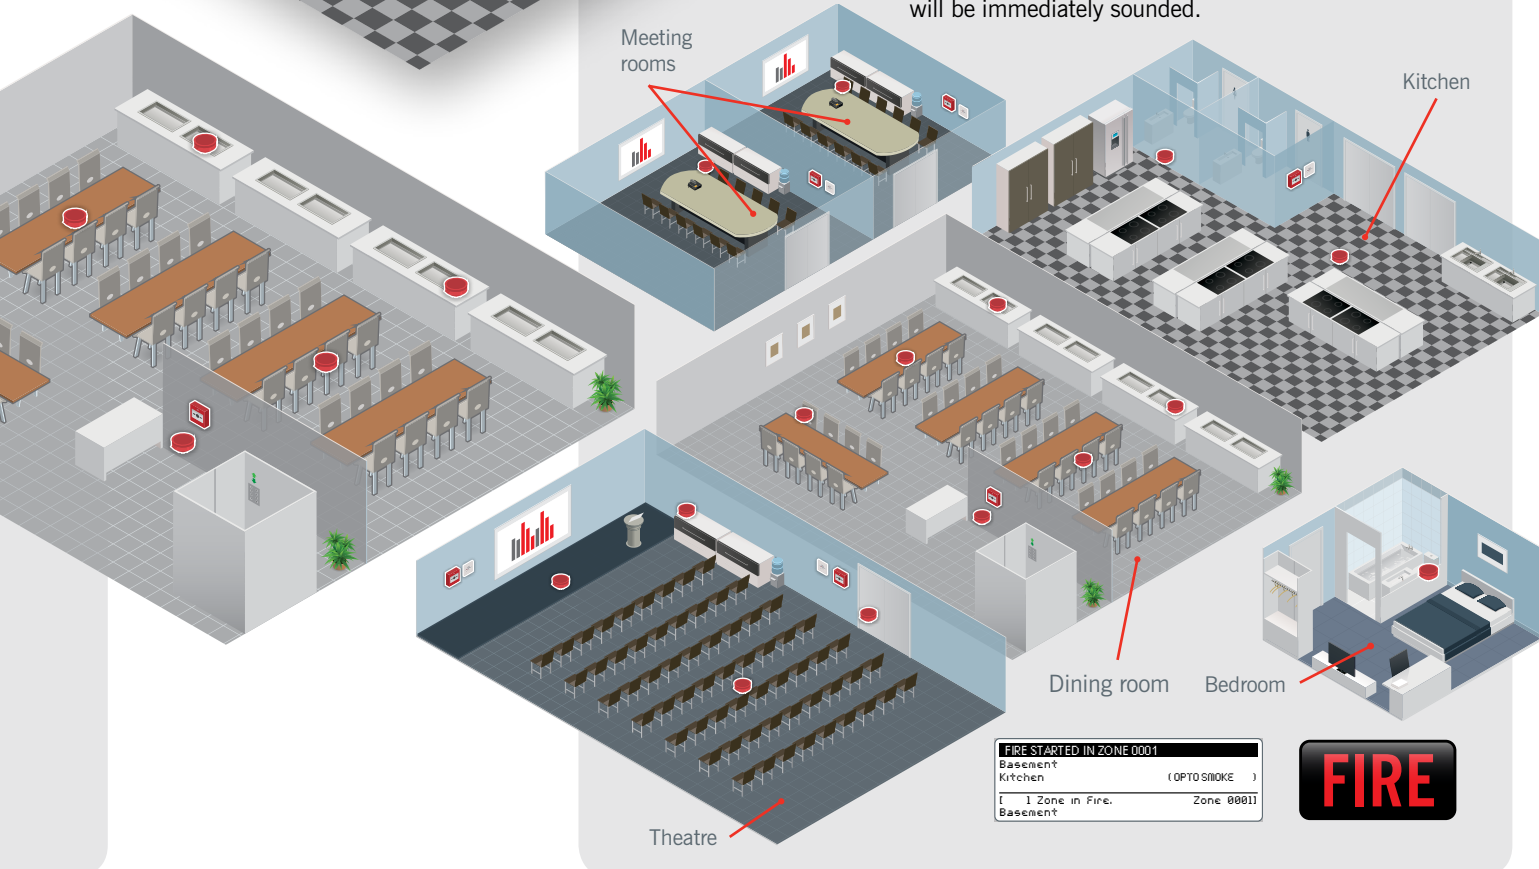 will be immediately sounded.
Meeting
rooms
Kitchen
Dining room
Bedroom
Theatre
FIRE STARTED IN ZONE 0001
Basement
Kitchen (OPTO SMOKE )
[ 1 Zone in Fire. Zone 0001]
Basement
FIRE